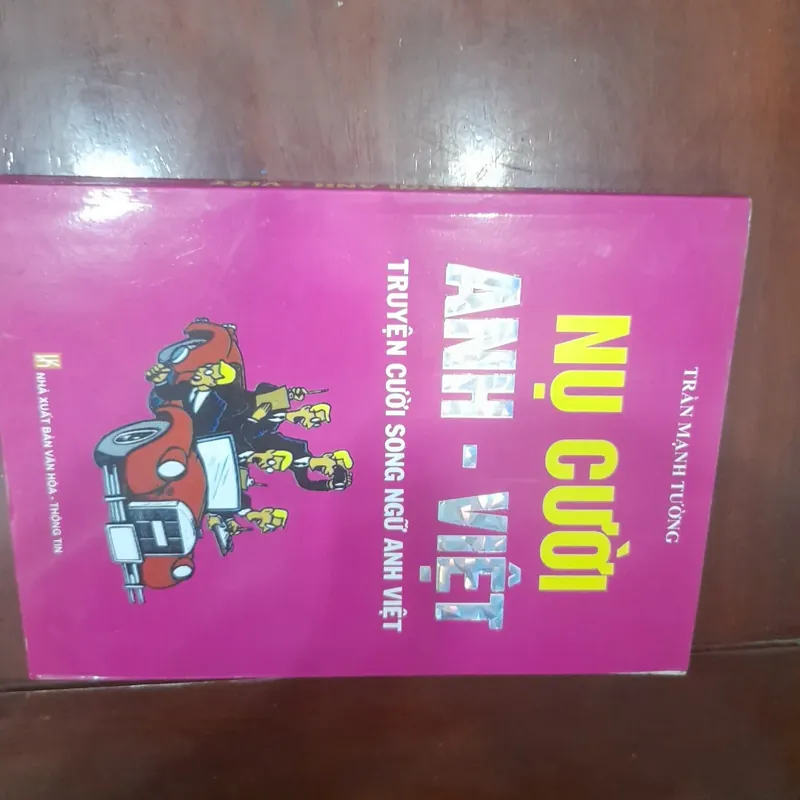 TRẦN MẠNH TƯỜNG
NỤ CƯỜI
ANH - VIỆT
TRUYỆN CƯỜI SONG NGỮ ANH VIỆT
NHÀ XUẤT BẢN VĂN HÓA - THÔNG TIN